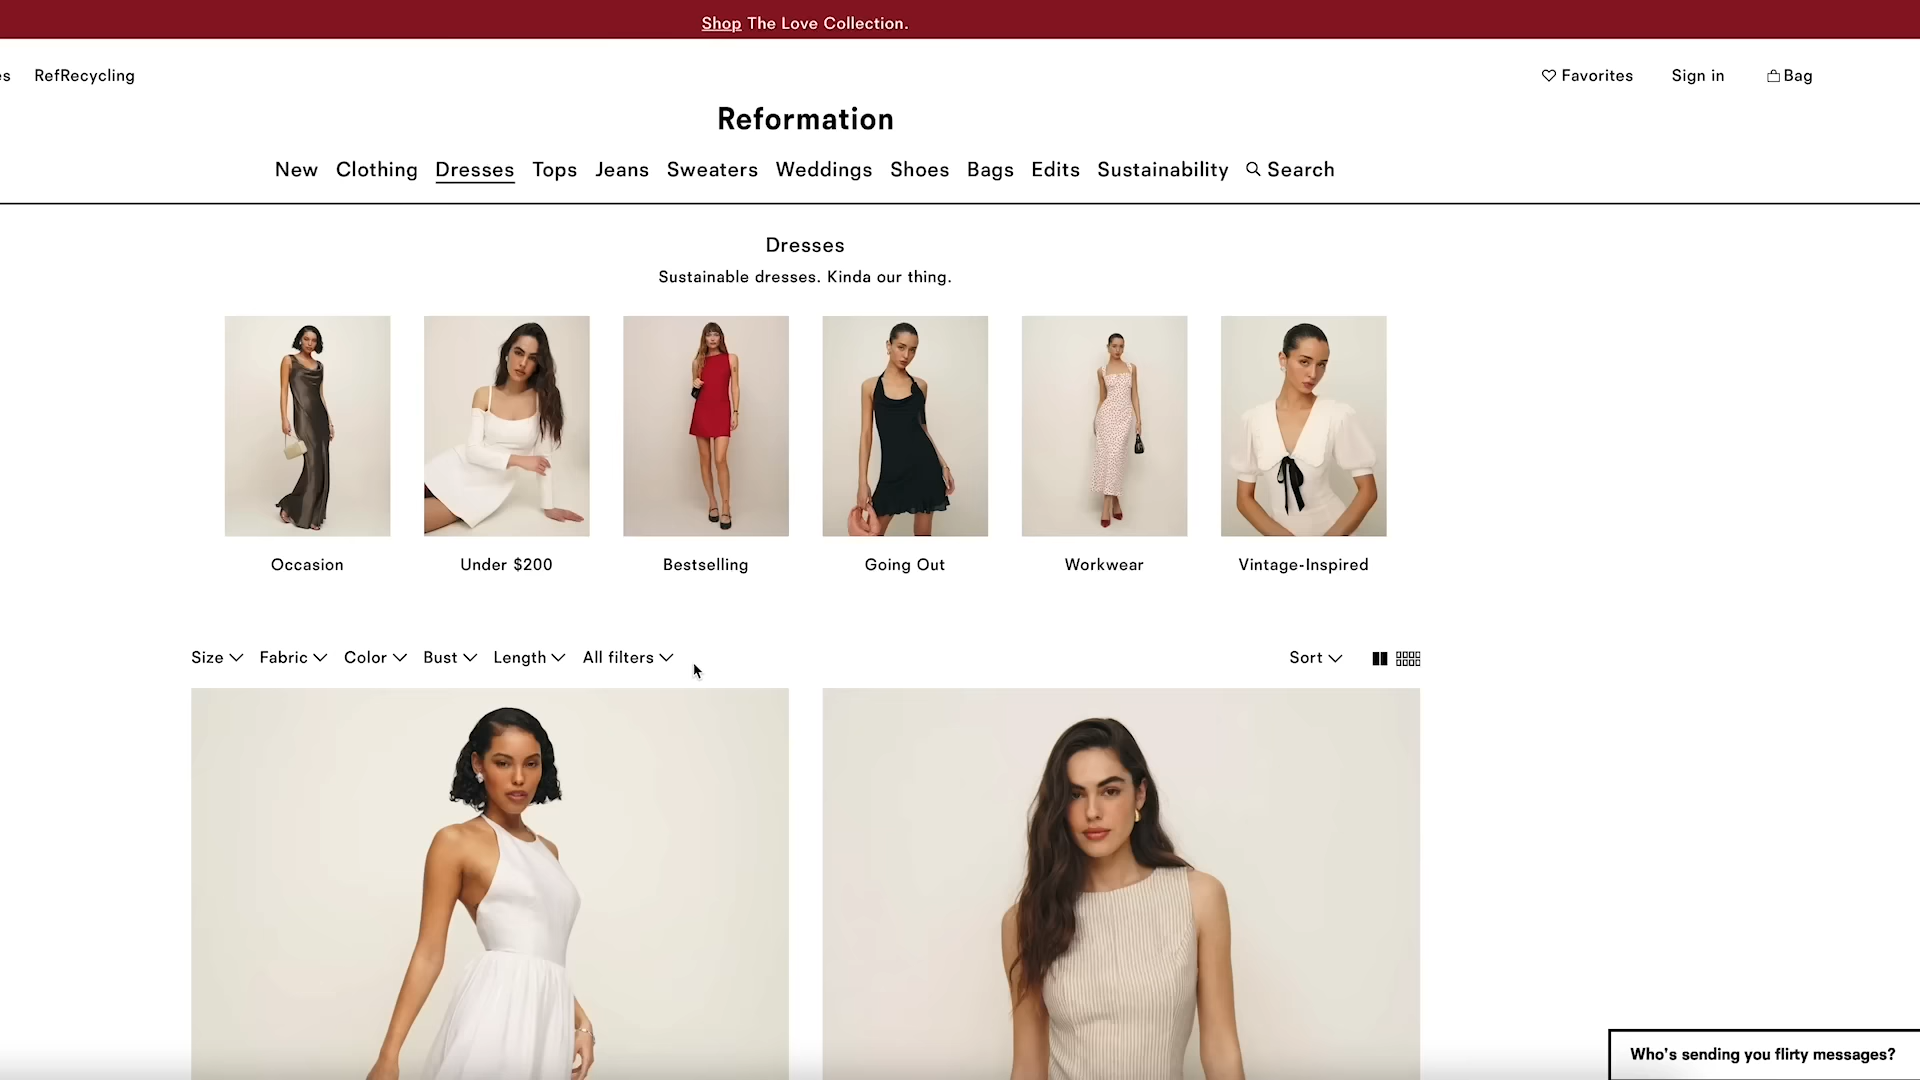 Shop The Love Collection.
es RefRecycling
Favorites Sign in Bag
Reformation
New Clothing Dresses Tops Jeans Sweaters Weddings Shoes Bags Edits Sustainability Search
Dresses
Sustainable dresses. Kinda our thing.
Occasion Under $200 Bestselling Going Out Workwear Vintage-Inspired
Size Fabric Color Bust Length All filters Sort
Who's sending you flirty messages?